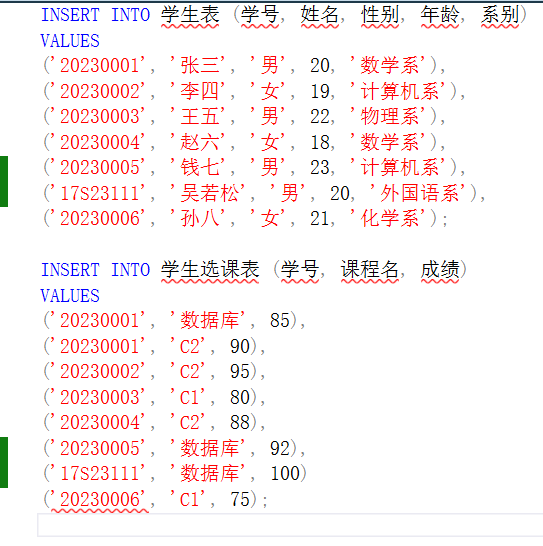 INSERT INTO 学生表 (学号, 姓名, 性别, 年龄, 系别)
VALUES
('20230001', '张三', '男', 20, '数学系'),
('20230002', '李四', '女', 19, '计算机系'),
('20230003', '王五', '男', 22, '物理系'),
('20230004', '赵六', '女', 18, '数学系'),
('20230005', '钱七', '男', 23, '计算机系'),
('17S23111', '吴若松', '男', 20, '外国语系'),
('20230006', '孙八', '女', 21, '化学系');
INSERT INTO 学生选课表 (学号, 课程名, 成绩)
VALUES
('20230001', '数据库', 85),
('20230001', 'C2', 90),
('20230002', 'C2', 95),
('20230003', 'C1', 80),
('20230004', 'C2', 88),
('20230005', '数据库', 92),
('17S23111', '数据库', 100)
('20230006', 'C1', 75);